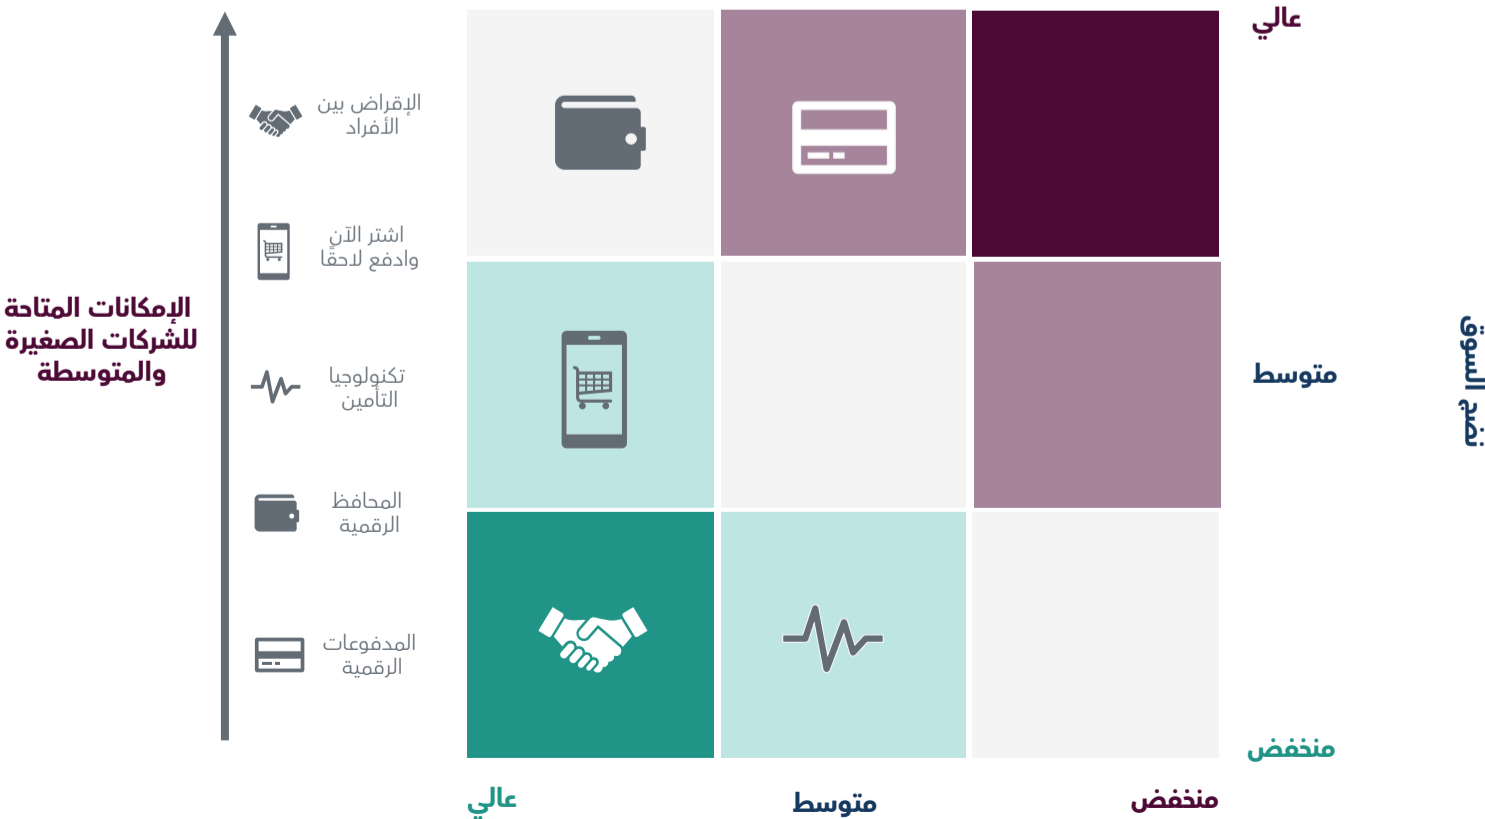 عالي
متوسط
منخفض
نضج السوق
الإقراض بين
الأفراد
اشتر الآن
وادفع لاحقًا
تكنولوجيا
التأمين
المحافظ
الرقمية
المدفوعات
الرقمية
الإمكانات المتاحة
للشركات الصغيرة
والمتوسطة
منخفض
متوسط
عالي